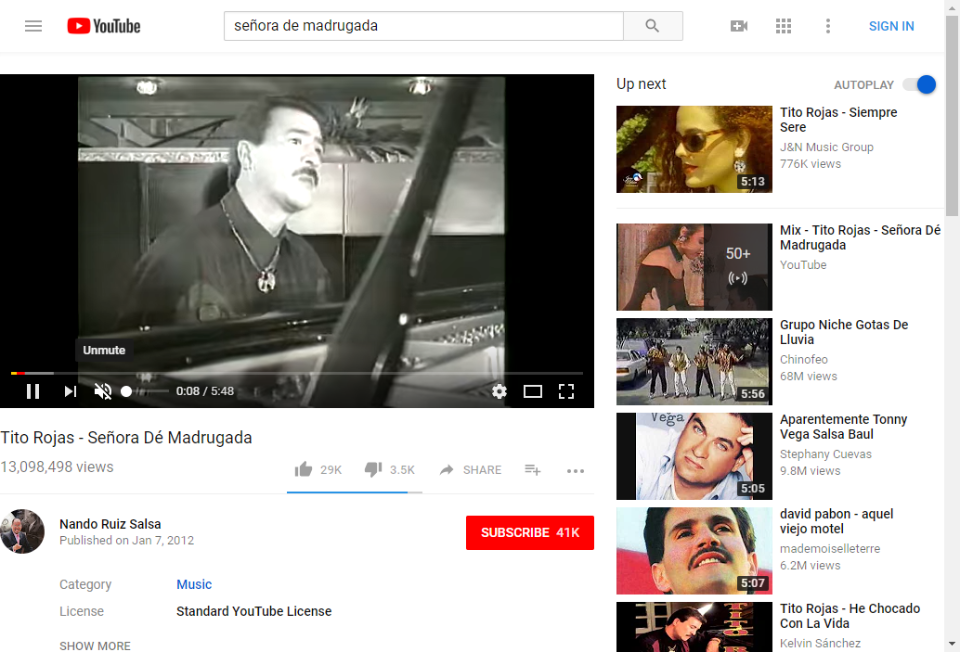 YouTube
señora de madrugada
SIGN IN
Unmute
0:08 / 5:48
Tito Rojas - Señora Dé Madrugada
13,098,498 views
29K
3.5K
SHARE
Nando Ruiz Salsa
Published on Jan 7, 2012
SUBSCRIBE 41K
Category
Music
License
Standard YouTube License
SHOW MORE
Up next
AUTOPLAY
5:13
Tito Rojas - Siempre
Sere
J&N Music Group
776K views
50+
Mix - Tito Rojas - Señora Dé
Madrugada
YouTube
5:56
Grupo Niche Gotas De
Lluvia
Chinofeo
68M views
Vega
5:05
Aparentemente Tonny
Vega Salsa Baul
Stephany Cuevas
9.8M views
5:07
david pabon - aquel
viejo motel
mademoiselleterre
6.2M views
Tito Rojas - He Chocado
Con La Vida
Kelvin Sánchez